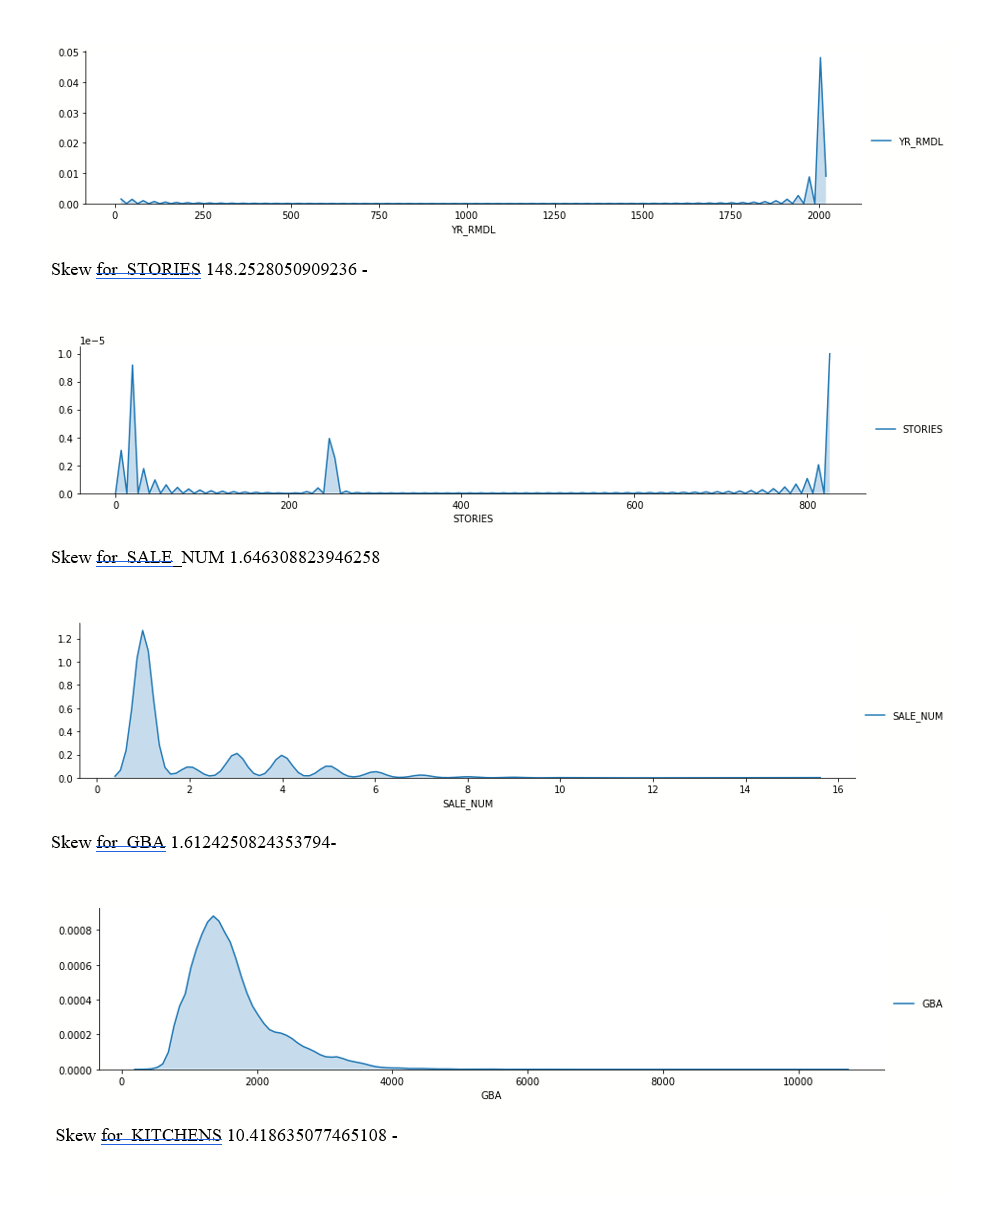 0.05
0.04
0.03
0.02
0.01
0.00
0 250 500 750 1000 1250 1500 1750 2000
YR_RMDL
YR_RMDL
Skew for STORIES 148.2528050909236 -
1e−5
1.0
0.8
0.6
0.4
0.2
0.0
0 200 400 600 800
STORIES
STORIES
Skew for SALE_NUM 1.646308823946258
1.2
1.0
0.8
0.6
0.4
0.2
0.0
0 2 4 6 8 10 12 14 16
SALE_NUM
SALE_NUM
Skew for GBA 1.6124250824353794-
0.0008
0.0006
0.0004
0.0002
0.0000
0 2000 4000 6000 8000 10000
GBA
GBA
Skew for KITCHENS 10.418635077465108 -